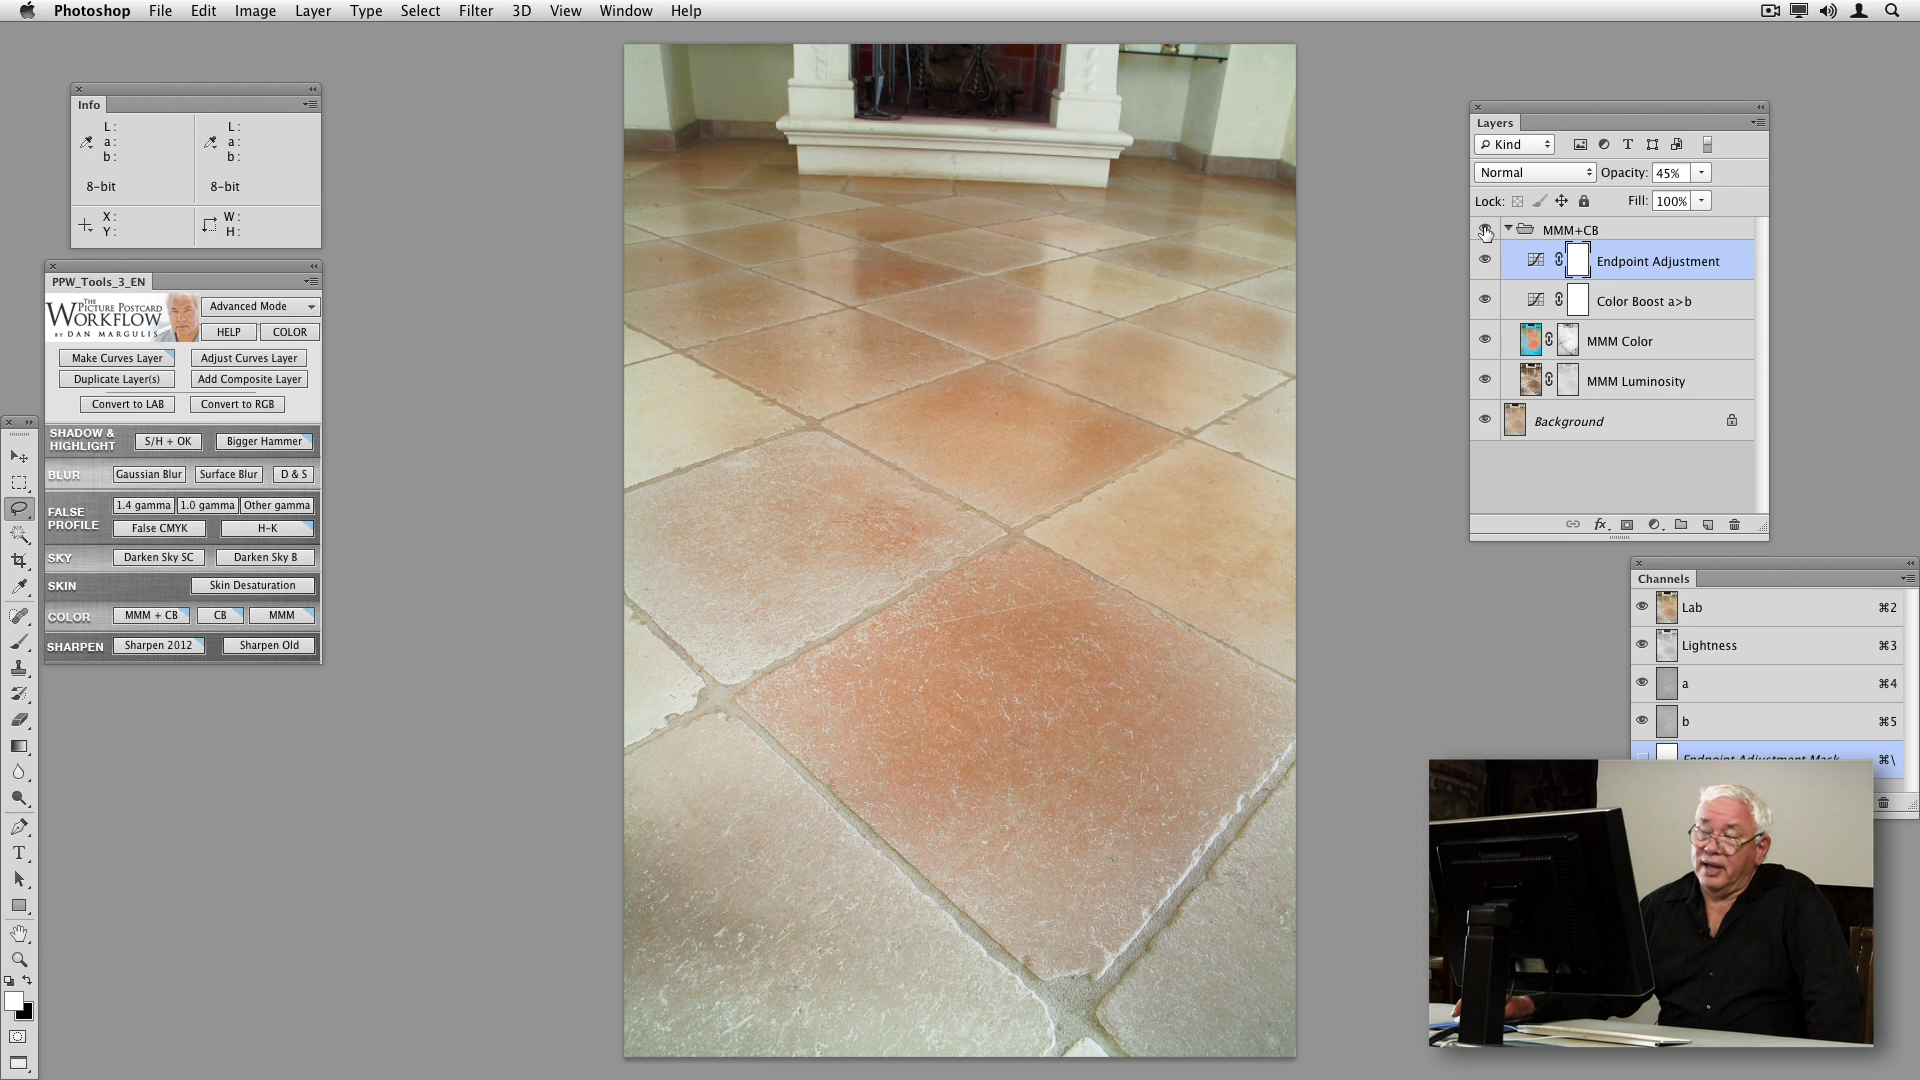 Photoshop File Edit Image Layer Type Select Filter 3D View Window Help
Info
L: L:
a: a:
b: b:
8-bit 8-bit
X: W:
Y: H:
PPW_Tools_3_EN
THE
PICTURE POSTCARD
WORKFLOW
BY DAN MARGULIS
Advanced Mode
HELP COLOR
Make Curves Layer Adjust Curves Layer
Duplicate Layer(s) Add Composite Layer
Convert to LAB Convert to RGB
SHADOW &
HIGHLIGHT
S/H + OK Bigger Hammer
BLUR Gaussian Blur Surface Blur D & S
FALSE
PROFILE
1.4 gamma 1.0 gamma Other gamma
False CMYK H-K
SKY Darken Sky SC Darken Sky B
SKIN Skin Desaturation
COLOR MMM + CB CB MMM
SHARPEN Sharpen 2012 Sharpen Old
Layers
Kind
Normal Opacity: 45%
Lock: Fill: 100%
MMM+CB
Endpoint Adjustment
Color Boost a>b
MMM Color
MMM Luminosity
Background
Channels
Lab ⌘2
Lightness ⌘3
a ⌘4
b ⌘5
Endpoint Adjustment Mask ⌘\